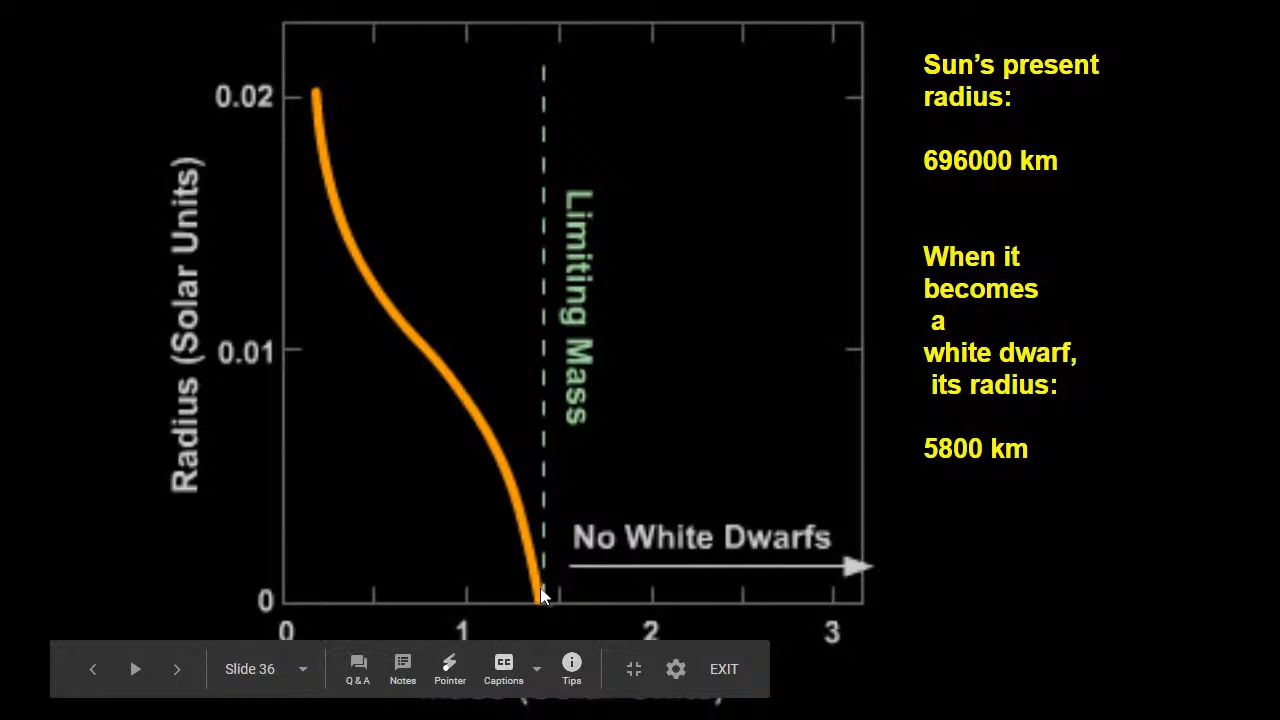 0.02
0.01
0
Radius (Solar Units)
Limiting Mass
No White Dwarfs
0 1 2 3
Sun's present
radius:
696000 km
When it
becomes
a
white dwarf,
its radius:
5800 km
Slide 36
Q & A
Notes
Pointer
CC
Captions
Tips
EXIT